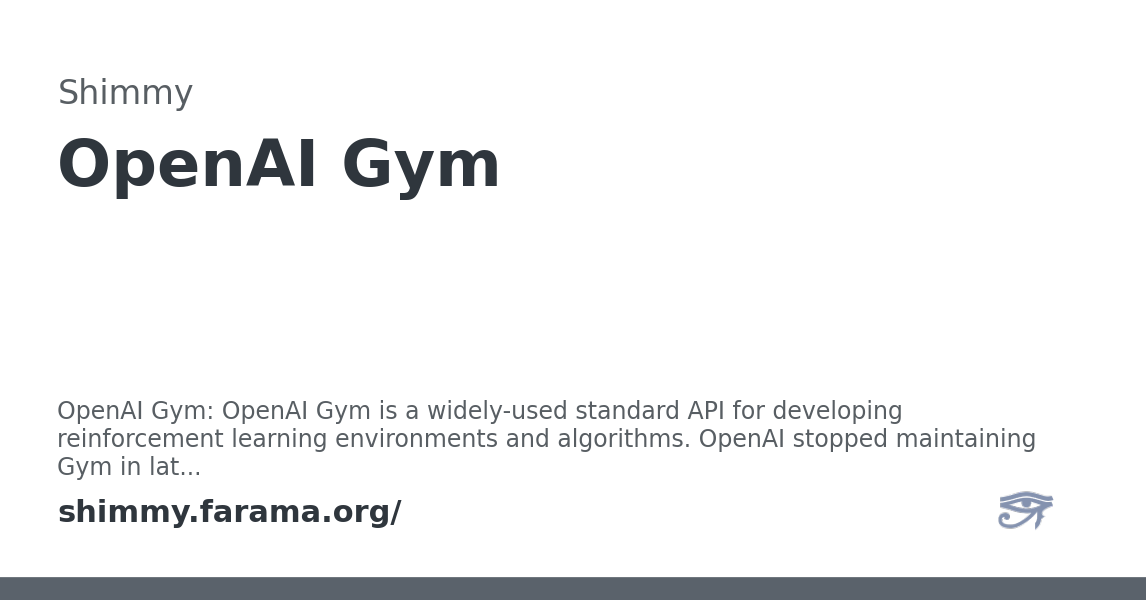 Shimmy
OpenAI Gym
OpenAI Gym: OpenAI Gym is a widely-used standard API for developing
reinforcement learning environments and algorithms. OpenAI stopped maintaining
Gym in lat...
shimmy.farama.org/